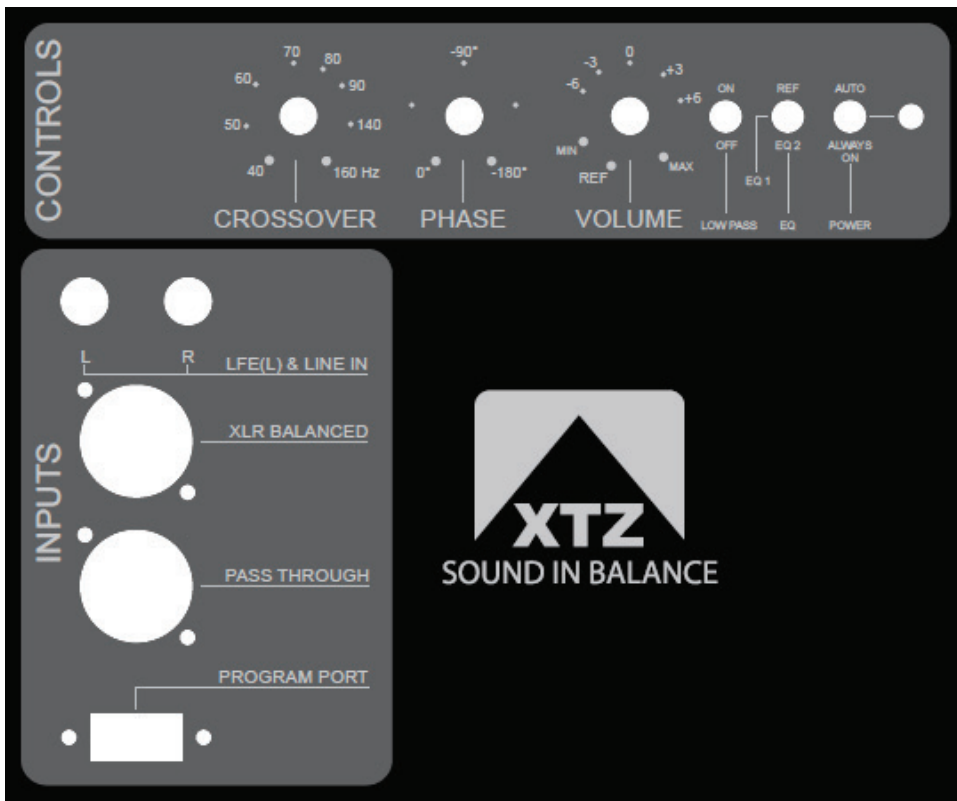 CONTROLS
70
60 80
90
50 140
40 160 Hz
CROSSOVER
-90°
0° -180°
PHASE
0
-3 +3
-6 +6
MIN
REF MAX
VOLUME
ON
OFF
LOW PASS
REF
EQ 2
EQ 1
EQ
AUTO
ALWAYS
ON
POWER
INPUTS
L R
LFE(L) & LINE IN
XLR BALANCED
PASS THROUGH
PROGRAM PORT
XTZ
SOUND IN BALANCE